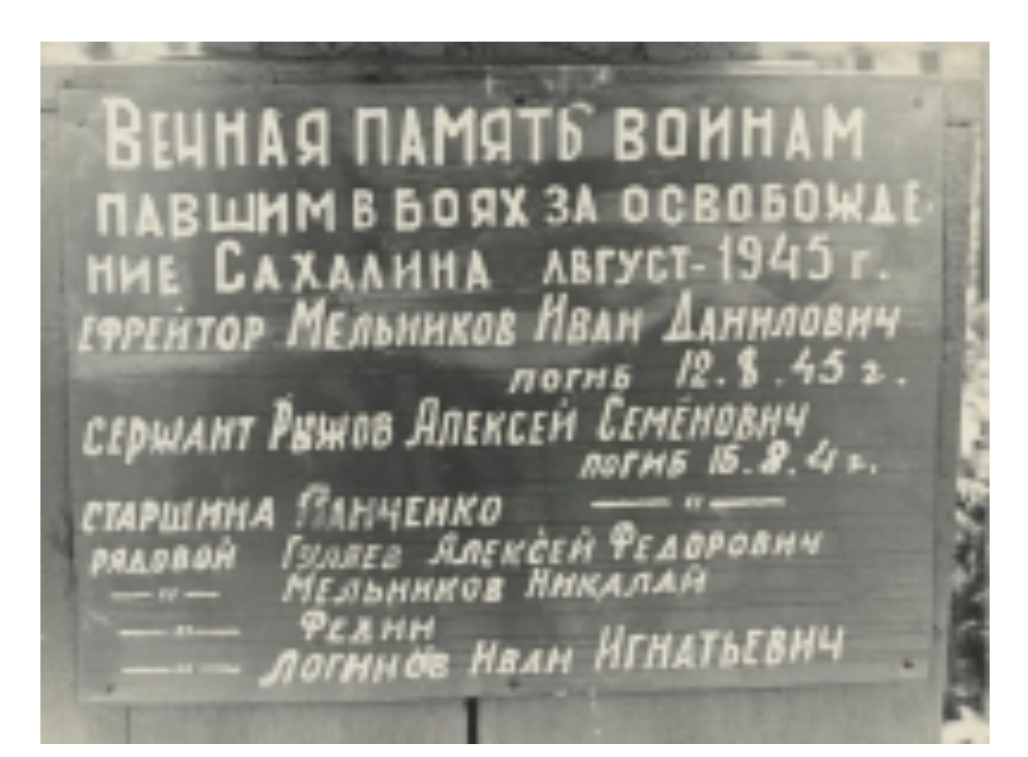 Вечная память воинам
павшим в боях за освобожде-
ние Сахалина август-1945 г.
ефрейтор Мельников Иван Данилович
погиб 12.8.45 г.
сержант Рыжов Алексей Семёнович
погиб 15.8.4 г.
старшина Панченко — " —
рядовой Гуляев Алексей Федорович
— " — Мельников Никалай
— " — Федин
— " — Логинов Иван Игнатьевич